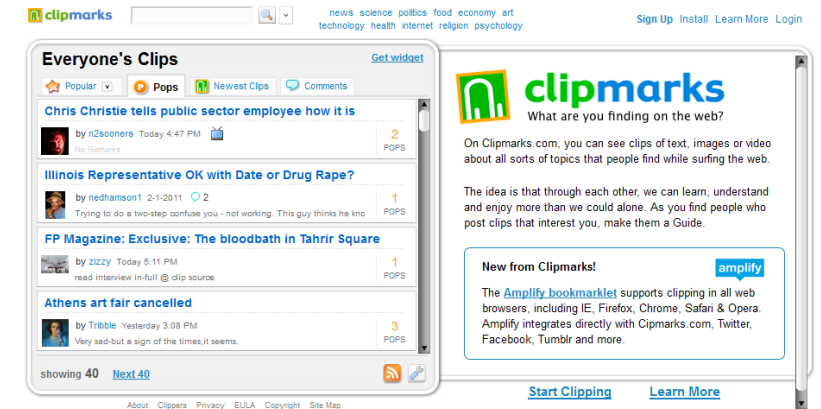 clipmarks
news science politics food economy art
technology health internet religion psychology
Sign Up Install Learn More Login
Everyone's Clips
Get widget
Popular Pops Newest Clips Comments
Chris Christie tells public sector employee how it is
by n2sooners Today 4:47 PM
No Remarks
2
POPS
Illinois Representative OK with Date or Drug Rape?
by nedhamson1 2-1-2011 2
Trying to do a two-step confuse you - not working. This guy thinks he knc
1
POPS
FP Magazine: Exclusive: The bloodbath in Tahrir Square
by zizzy Today 5:11 PM
read interview in-full @ clip source
1
POPS
Athens art fair cancelled
by Tribble Yesterday 3:08 PM
Very sad-but a sign of the times,it seems.
3
POPS
showing 40 Next 40
clipmarks
What are you finding on the web?
On Clipmarks.com, you can see clips of text, images or video
about all sorts of topics that people find while surfing the web.
The idea is that through each other, we can learn, understand
and enjoy more than we could alone. As you find people who
post clips that interest you, make them a Guide.
New from Clipmarks!
amplify
The Amplify bookmarklet supports clipping in all web
browsers, including IE, Firefox, Chrome, Safari & Opera.
Amplify integrates directly with Cipmarks.com, Twitter,
Facebook, Tumblr and more.
Start Clipping Learn More
About Clippers Privacy EULA Copyright Site Map